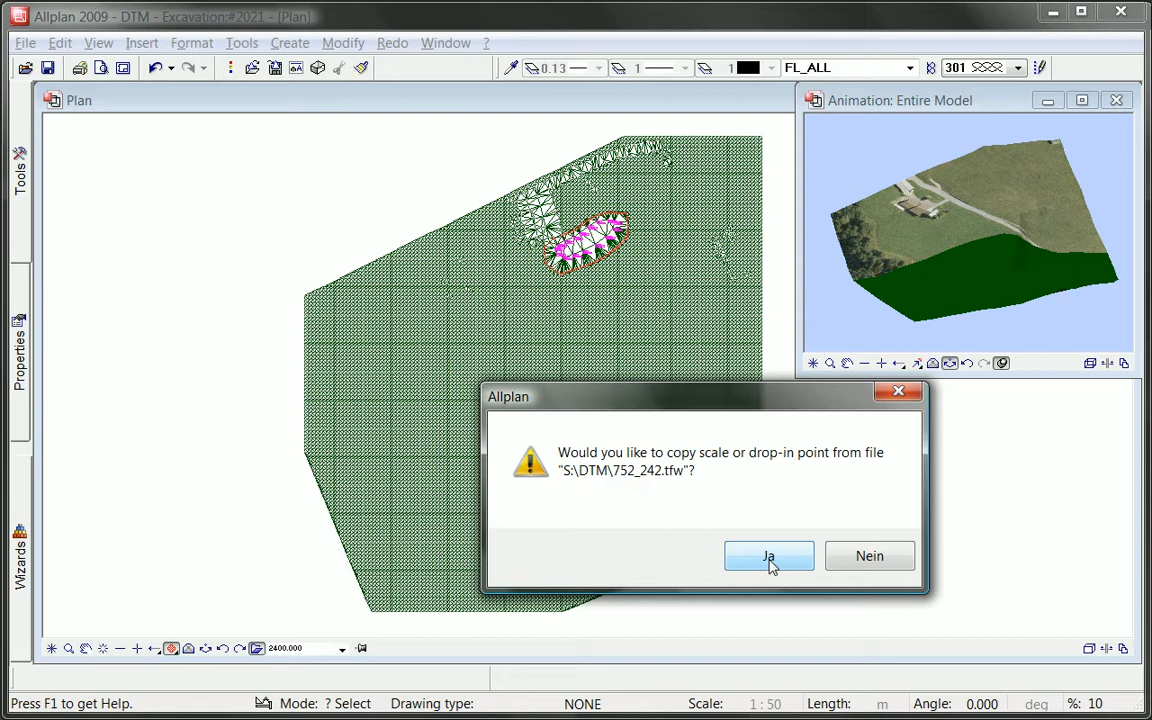 Allplan 2009 - DTM - Excavation:#2021 - [Plan]
File Edit View Insert Format Tools Create Modify Redo Window ?
0.13 1 1 FL_ALL 301
Plan
Animation: Entire Model
Tools
Properties
Wizards
Allplan
Would you like to copy scale or drop-in point from file
"S:\DTM\752_242.tfw"?
Ja Nein
2400.000
Press F1 to get Help. Mode: ? Select Drawing type: NONE Scale: 1 : 50 Length: m Angle: 0.000 deg %: 10